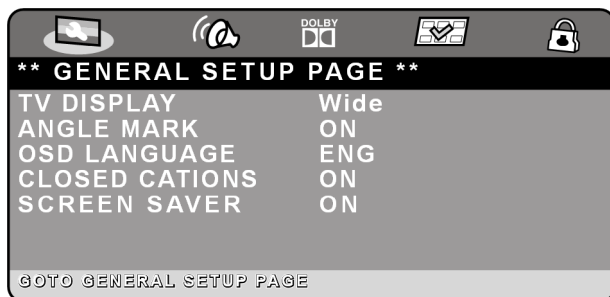 DOLBY
** GENERAL SETUP PAGE **
TV DISPLAY Wide
ANGLE MARK ON
OSD LANGUAGE ENG
CLOSED CATIONS ON
SCREEN SAVER ON
GOTO GENERAL SETUP PAGE